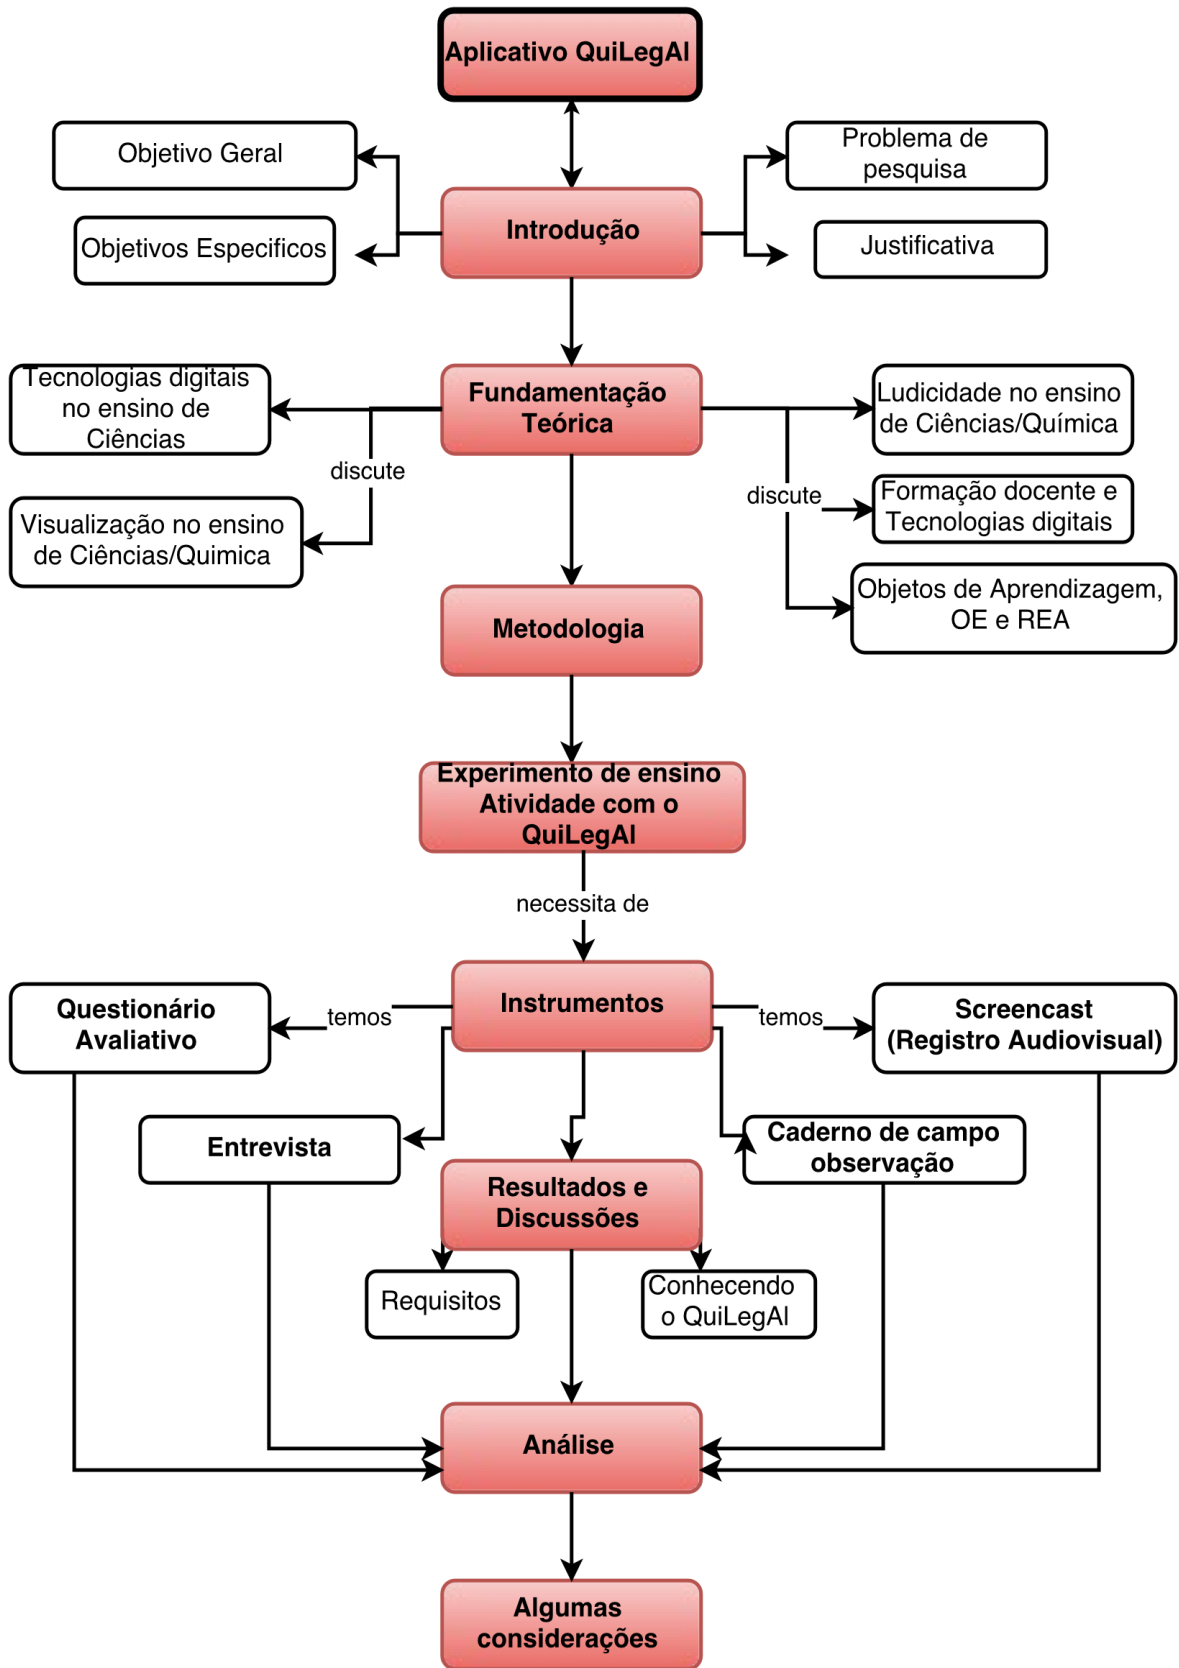 Aplicativo QuiLegAl
Objetivo Geral
Problema de
pesquisa
Introdução
Objetivos Especificos
Justificativa
Tecnologias digitais
no ensino de
Ciências
Fundamentação
Teórica
Ludicidade no ensino
de Ciências/Química
discute
discute
Formação docente e
Tecnologias digitais
Visualização no ensino
de Ciências/Quimica
Objetos de Aprendizagem,
OE e REA
Metodologia
Experimento de ensino
Atividade com o
QuiLegAl
necessita de
Questionário
Avaliativo
temos
Instrumentos
temos
Screencast
(Registro Audiovisual)
Entrevista
Caderno de campo
observação
Resultados e
Discussões
Requisitos
Conhecendo
o QuiLegAl
Análise
Algumas
considerações